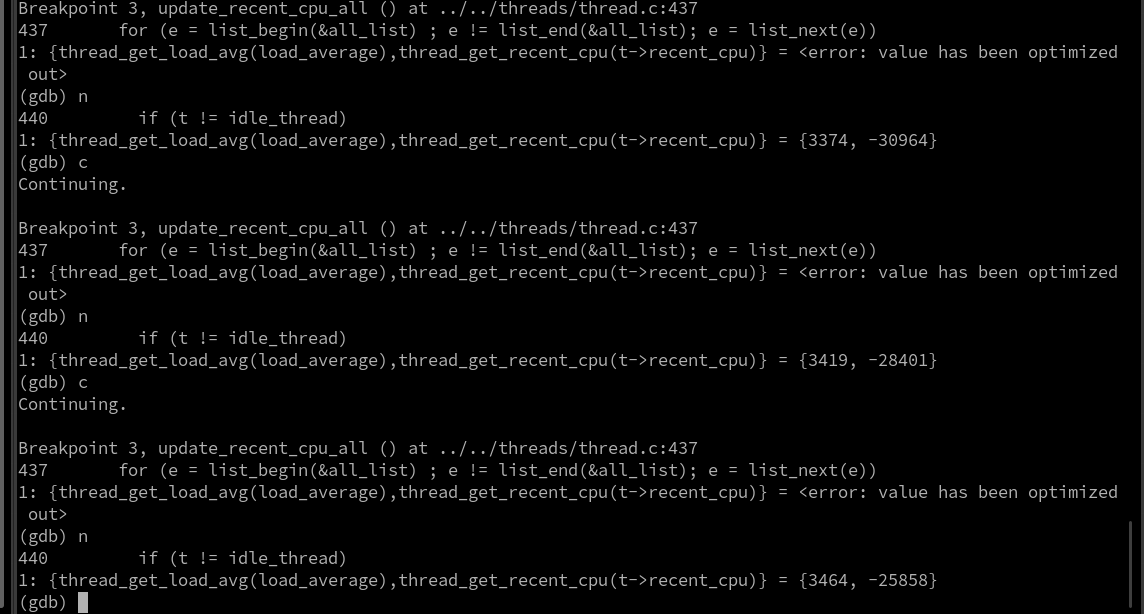 Breakpoint 3, update_recent_cpu_all () at ../../threads/thread.c:437
437       for (e = list_begin(&all_list) ; e != list_end(&all_list); e = list_next(e))
1: {thread_get_load_avg(load_average),thread_get_recent_cpu(t->recent_cpu)} = <error: value has been optimized
 out>
(gdb) n
440         if (t != idle_thread)
1: {thread_get_load_avg(load_average),thread_get_recent_cpu(t->recent_cpu)} = {3374, -30964}
(gdb) c
Continuing.

Breakpoint 3, update_recent_cpu_all () at ../../threads/thread.c:437
437       for (e = list_begin(&all_list) ; e != list_end(&all_list); e = list_next(e))
1: {thread_get_load_avg(load_average),thread_get_recent_cpu(t->recent_cpu)} = <error: value has been optimized
 out>
(gdb) n
440         if (t != idle_thread)
1: {thread_get_load_avg(load_average),thread_get_recent_cpu(t->recent_cpu)} = {3419, -28401}
(gdb) c
Continuing.

Breakpoint 3, update_recent_cpu_all () at ../../threads/thread.c:437
437       for (e = list_begin(&all_list) ; e != list_end(&all_list); e = list_next(e))
1: {thread_get_load_avg(load_average),thread_get_recent_cpu(t->recent_cpu)} = <error: value has been optimized
 out>
(gdb) n
440         if (t != idle_thread)
1: {thread_get_load_avg(load_average),thread_get_recent_cpu(t->recent_cpu)} = {3464, -25858}
(gdb)